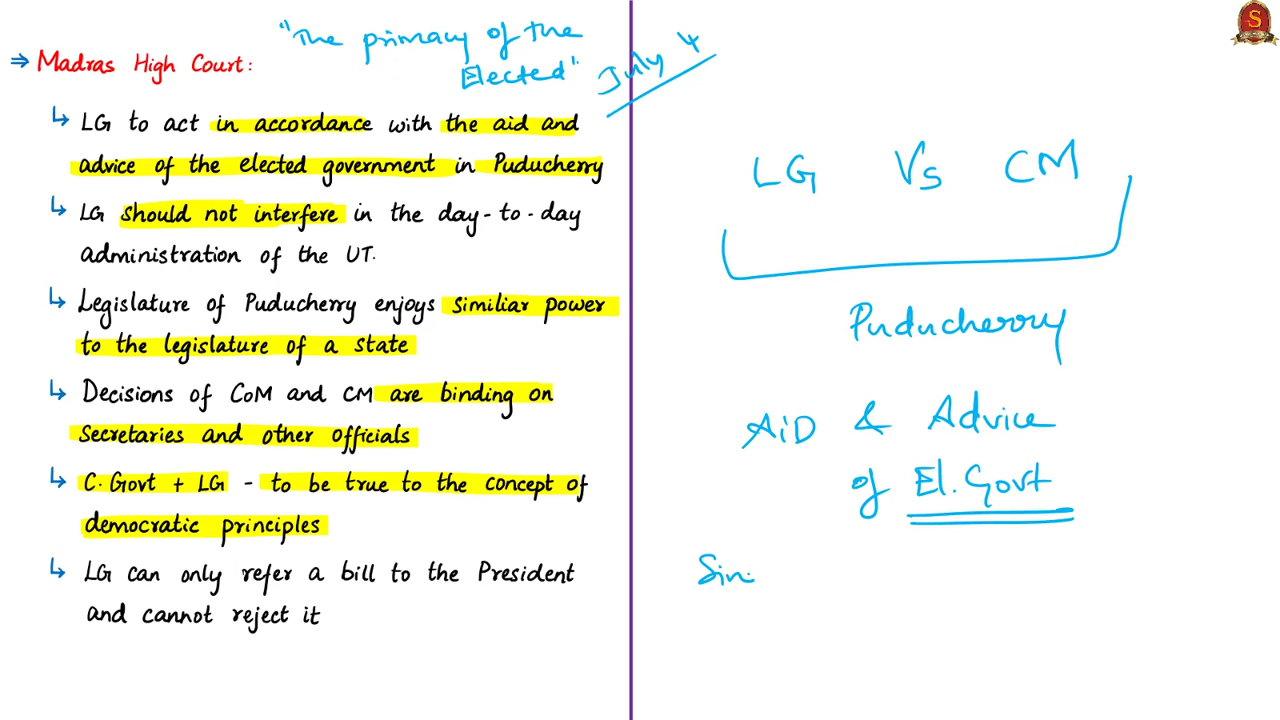 "The primacy of the
Elected"
July 4
⇒ Madras High Court:
↳ LG to act in accordance with the aid and
advice of the elected government in Puducherry
↳ LG should not interfere in the day-to-day
administration of the UT.
↳ Legislature of Puducherry enjoys similiar power
to the legislature of a state
↳ Decisions of CoM and CM are binding on
Secretaries and other officials
↳ C. Govt + LG - to be true to the concept of
democratic principles
↳ LG can only refer a bill to the President
and cannot reject it
S
LG Vs CM
Puducherry
AiD & Advice
of El. Govt
Sin